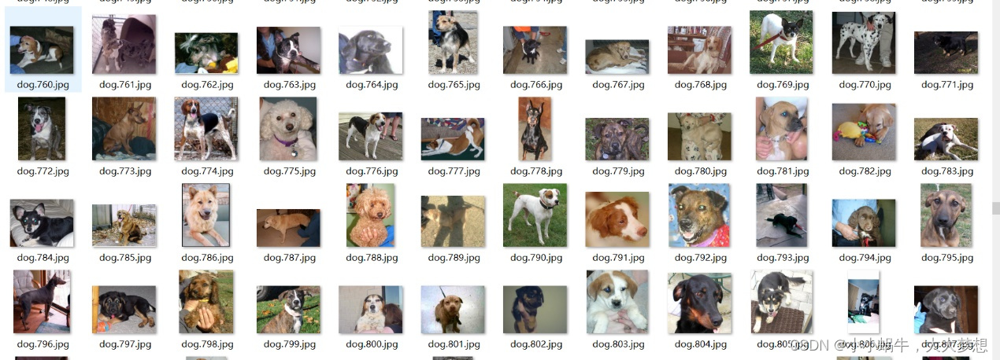 dog.760.jpg dog.761.jpg dog.762.jpg dog.763.jpg dog.764.jpg dog.765.jpg dog.766.jpg dog.767.jpg dog.768.jpg dog.769.jpg dog.770.jpg dog.771.jpg
dog.772.jpg dog.773.jpg dog.774.jpg dog.775.jpg dog.776.jpg dog.777.jpg dog.778.jpg dog.779.jpg dog.780.jpg dog.781.jpg dog.782.jpg dog.783.jpg
dog.784.jpg dog.785.jpg dog.786.jpg dog.787.jpg dog.788.jpg dog.789.jpg dog.790.jpg dog.791.jpg dog.792.jpg dog.793.jpg dog.794.jpg dog.795.jpg
dog.796.jpg dog.797.jpg dog.798.jpg dog.799.jpg dog.800.jpg dog.801.jpg dog.802.jpg dog.803.jpg dog.804.jpg dog.805.jpg dog.806.jpg dog.807.jpg
CSDN @小小蜗牛，大大梦想